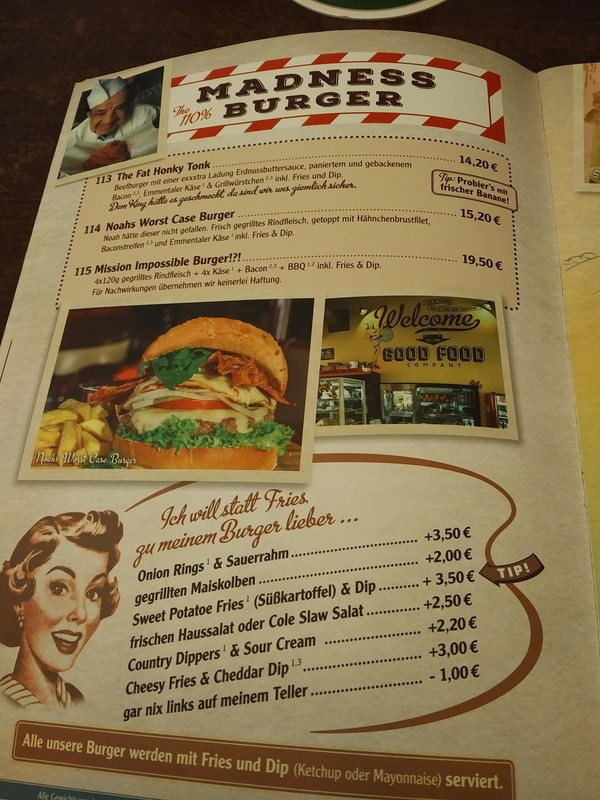 The 110%
MADNESS
BURGER
113 The Fat Honky Tonk 14,20 €
Beefburger mit einer exxxtra Ladung Erdnussbuttersauce, paniertem und gebackenem
Bacon 2,3, Emmentaler Käse 1 & Grillwürstchen 2,3 inkl. Fries und Dip.
Dem King hätte es geschmeckt, da sind wir uns ziemlich sicher.
Tip: Probier's mit
frischer Banane!
114 Noahs Worst Case Burger 15,20 €
Noah hätte dieser nicht gefallen. Frisch gegrilltes Rindfleisch, getoppt mit Hähnchenbrustfilet,
Baconstreifen 2,3 und Emmentaler Käse 1 inkl. Fries & Dip.
115 Mission Impossible Burger!?! 19,50 €
4x120g gegrilltes Rindfleisch + 4x Käse 1 + Bacon 2,3 + BBQ 1,2 inkl. Fries & Dip.
Für Nachwirkungen übernehmen wir keinerlei Haftung.
Welcome
GOOD FOOD
COMPANY
Noahs Worst Case Burger
Ich will statt Fries
zu meinem Burger lieber ...
Onion Rings 1 & Sauerrahm +3,50 €
gegrillten Maiskolben +2,00 €
Sweet Potatoe Fries 1 (Süßkartoffel) & Dip + 3,50 €
TIP!
frischen Haussalat oder Cole Slaw Salat +2,50 €
Country Dippers 1 & Sour Cream +2,20 €
Cheesy Fries & Cheddar Dip 1,3 +3,00 €
gar nix links auf meinem Teller - 1,00 €
Alle unsere Burger werden mit Fries und Dip (Ketchup oder Mayonnaise) serviert.